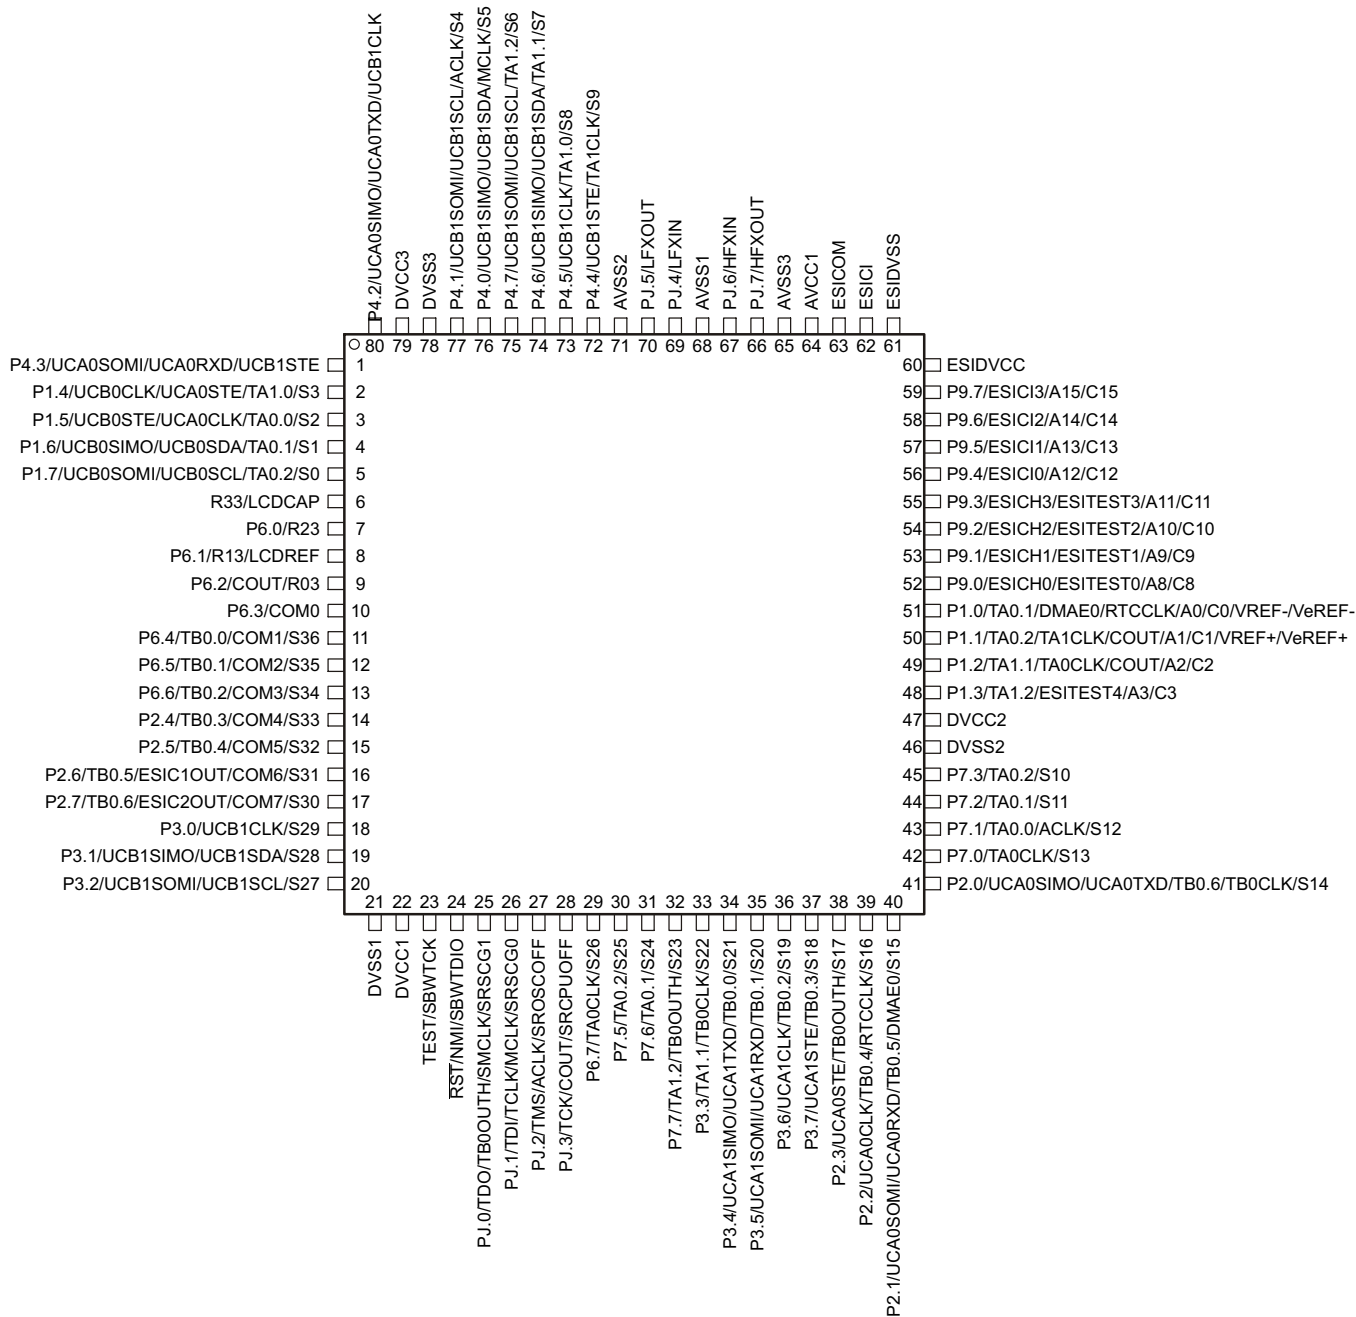 P4.2/UCA0SIMO/UCA0TXD/UCB1CLK
DVCC3
DVSS3
P4.1/UCB1SOMI/UCB1SCL/ACLK/S4
P4.0/UCB1SIMO/UCB1SDA/MCLK/S5
P4.7/UCB1SOMI/UCB1SCL/TA1.2/S6
P4.6/UCB1SIMO/UCB1SDA/TA1.1/S7
P4.5/UCB1CLK/TA1.0/S8
P4.4/UCB1STE/TA1CLK/S9
AVSS2
PJ.5/LFXOUT
PJ.4/LFXIN
AVSS1
PJ.6/HFXIN
PJ.7/HFXOUT
AVSS3
AVCC1
ESICOM
ESICI
ESIDVSS
80 79 78 77 76 75 74 73 72 71 70 69 68 67 66 65 64 63 62 61
P4.3/UCA0SOMI/UCA0RXD/UCB1STE 1
P1.4/UCB0CLK/UCA0STE/TA1.0/S3 2
P1.5/UCB0STE/UCA0CLK/TA0.0/S2 3
P1.6/UCB0SIMO/UCB0SDA/TA0.1/S1 4
P1.7/UCB0SOMI/UCB0SCL/TA0.2/S0 5
R33/LCDCAP 6
P6.0/R23 7
P6.1/R13/LCDREF 8
P6.2/COUT/R03 9
P6.3/COM0 10
P6.4/TB0.0/COM1/S36 11
P6.5/TB0.1/COM2/S35 12
P6.6/TB0.2/COM3/S34 13
P2.4/TB0.3/COM4/S33 14
P2.5/TB0.4/COM5/S32 15
P2.6/TB0.5/ESIC1OUT/COM6/S31 16
P2.7/TB0.6/ESIC2OUT/COM7/S30 17
P3.0/UCB1CLK/S29 18
P3.1/UCB1SIMO/UCB1SDA/S28 19
P3.2/UCB1SOMI/UCB1SCL/S27 20
60 ESIDVCC
59 P9.7/ESICI3/A15/C15
58 P9.6/ESICI2/A14/C14
57 P9.5/ESICI1/A13/C13
56 P9.4/ESICI0/A12/C12
55 P9.3/ESICH3/ESITEST3/A11/C11
54 P9.2/ESICH2/ESITEST2/A10/C10
53 P9.1/ESICH1/ESITEST1/A9/C9
52 P9.0/ESICH0/ESITEST0/A8/C8
51 P1.0/TA0.1/DMAE0/RTCCLK/A0/C0/VREF-/VeREF-
50 P1.1/TA0.2/TA1CLK/COUT/A1/C1/VREF+/VeREF+
49 P1.2/TA1.1/TA0CLK/COUT/A2/C2
48 P1.3/TA1.2/ESITEST4/A3/C3
47 DVCC2
46 DVSS2
45 P7.3/TA0.2/S10
44 P7.2/TA0.1/S11
43 P7.1/TA0.0/ACLK/S12
42 P7.0/TA0CLK/S13
41 P2.0/UCA0SIMO/UCA0TXD/TB0.6/TB0CLK/S14
21 22 23 24 25 26 27 28 29 30 31 32 33 34 35 36 37 38 39 40
DVSS1
DVCC1
TEST/SBWTCK
RST/NMI/SBWTDIO
PJ.0/TDO/TB0OUTH/SMCLK/SRSCG1
PJ.1/TDI/TCLK/MCLK/SRSCG0
PJ.2/TMS/ACLK/SROSCOFF
PJ.3/TCK/COUT/SRCPUOFF
P6.7/TA0CLK/S26
P7.5/TA0.2/S25
P7.6/TA0.1/S24
P7.7/TA1.2/TB0OUTH/S23
P3.3/TA1.1/TB0CLK/S22
P3.4/UCA1SIMO/UCA1TXD/TB0.0/S21
P3.5/UCA1SOMI/UCA1RXD/TB0.1/S20
P3.6/UCA1CLK/TB0.2/S19
P3.7/UCA1STE/TB0.3/S18
P2.3/UCA0STE/TB0OUTH/S17
P2.2/UCA0CLK/TB0.4/RTCCLK/S16
P2.1/UCA0SOMI/UCA0RXD/TB0.5/DMAE0/S15